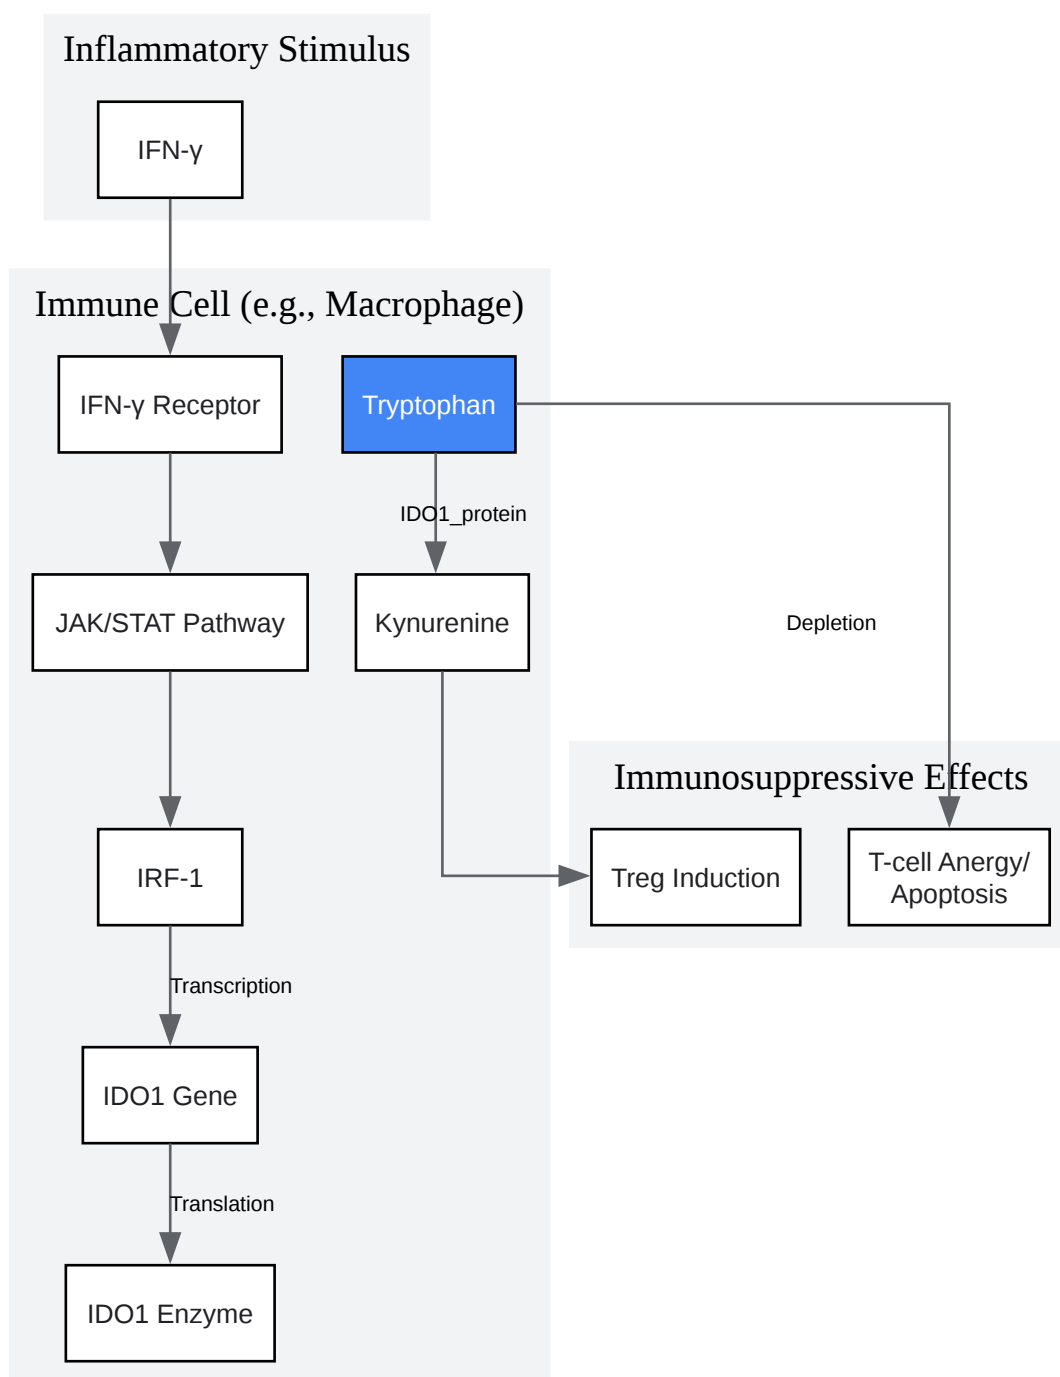 Inflammatory Stimulus
IFN-γ
Immune Cell (e.g., Macrophage)
IFN-γ Receptor
Tryptophan
IDO1_protein
JAK/STAT Pathway
Kynurenine
Depletion
Immunosuppressive Effects
IRF-1
Treg Induction
T-cell Anergy/
Apoptosis
Transcription
IDO1 Gene
Translation
IDO1 Enzyme